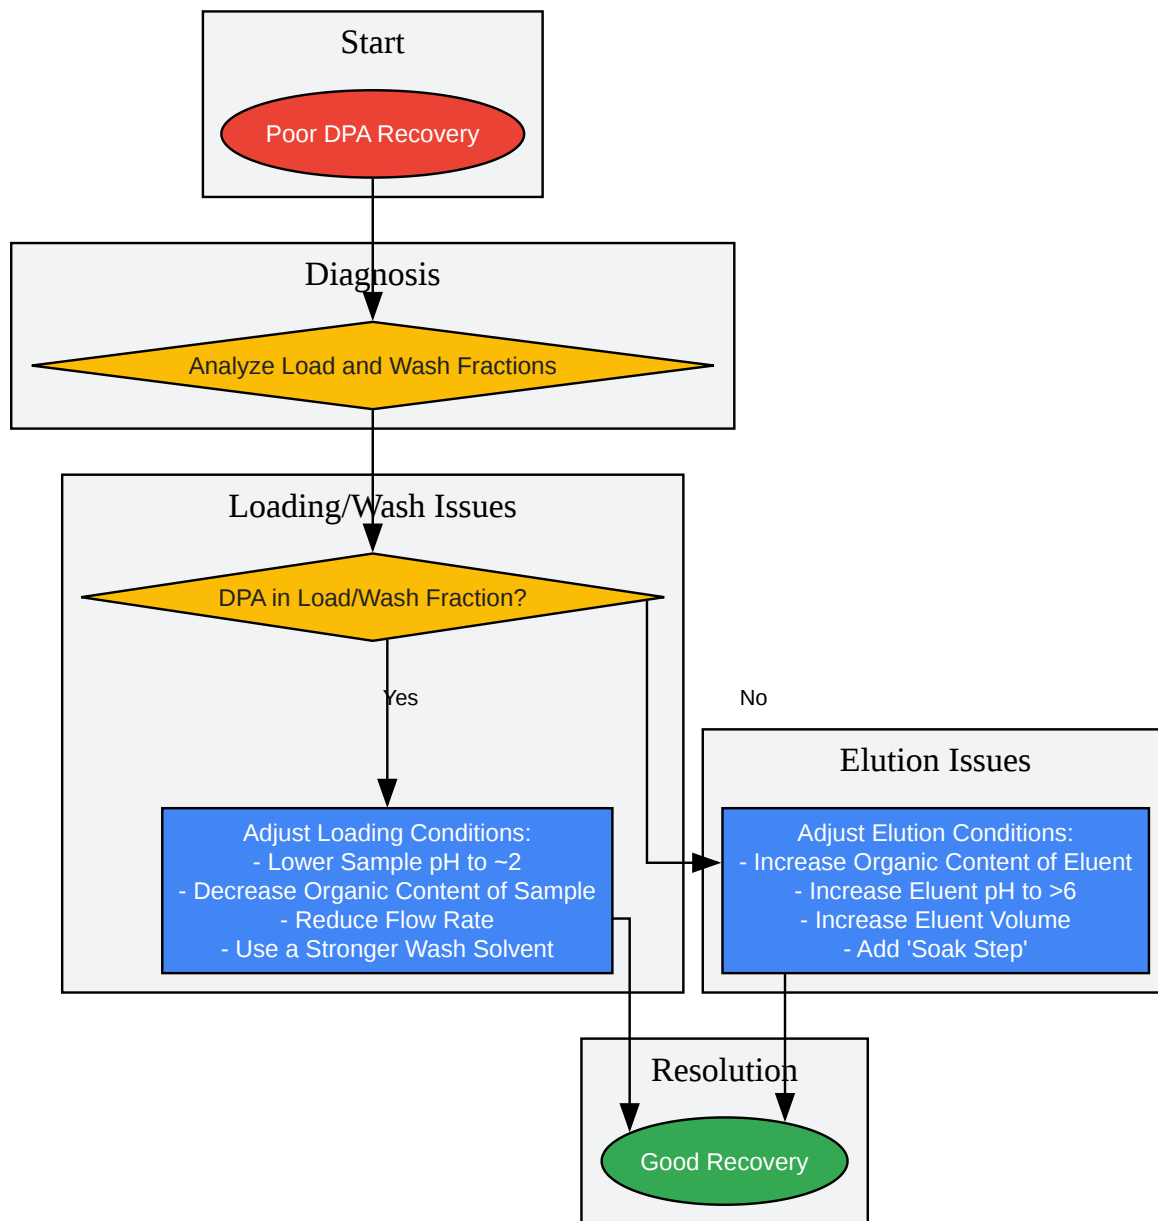 Start
Poor DPA Recovery
Diagnosis
Analyze Load and Wash Fractions
Loading/Wash Issues
DPA in Load/Wash Fraction?
Yes
No
Adjust Loading Conditions:
- Lower Sample pH to ~2
- Decrease Organic Content of Sample
- Reduce Flow Rate
- Use a Stronger Wash Solvent
Elution Issues
Adjust Elution Conditions:
- Increase Organic Content of Eluent
- Increase Eluent pH to >6
- Increase Eluent Volume
- Add 'Soak Step'
Resolution
Good Recovery